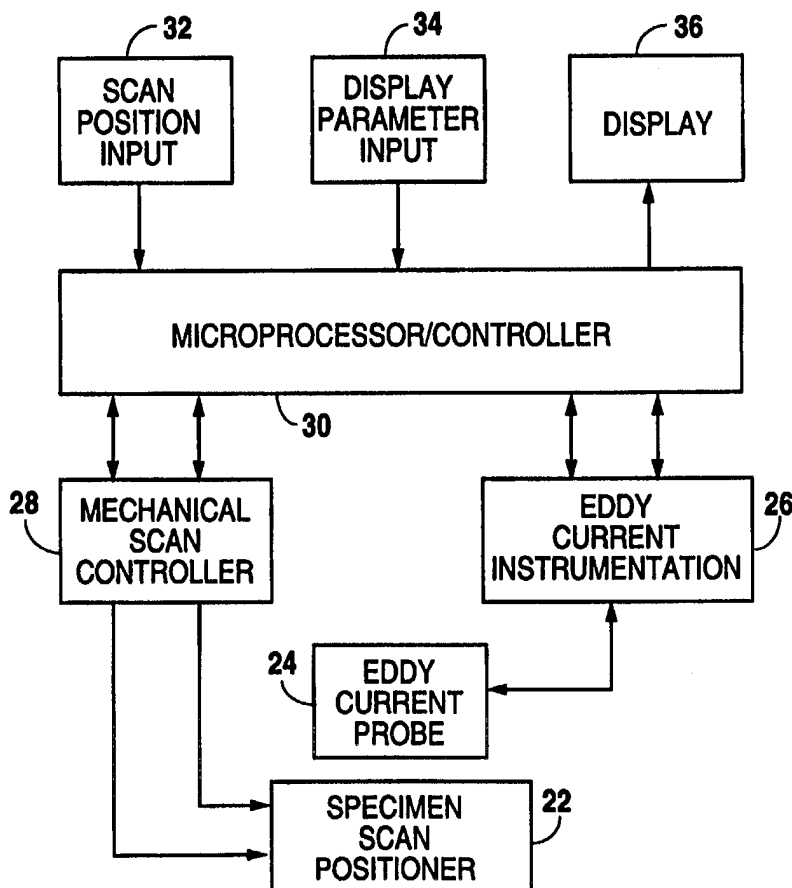 32
34
36
SCAN
POSITION
INPUT
DISPLAY
PARAMETER
INPUT
DISPLAY
MICROPROCESSOR/CONTROLLER
30
28
MECHANICAL
SCAN
CONTROLLER
EDDY
CURRENT
INSTRUMENTATION
26
24
EDDY
CURRENT
PROBE
SPECIMEN
SCAN
POSITIONER
22